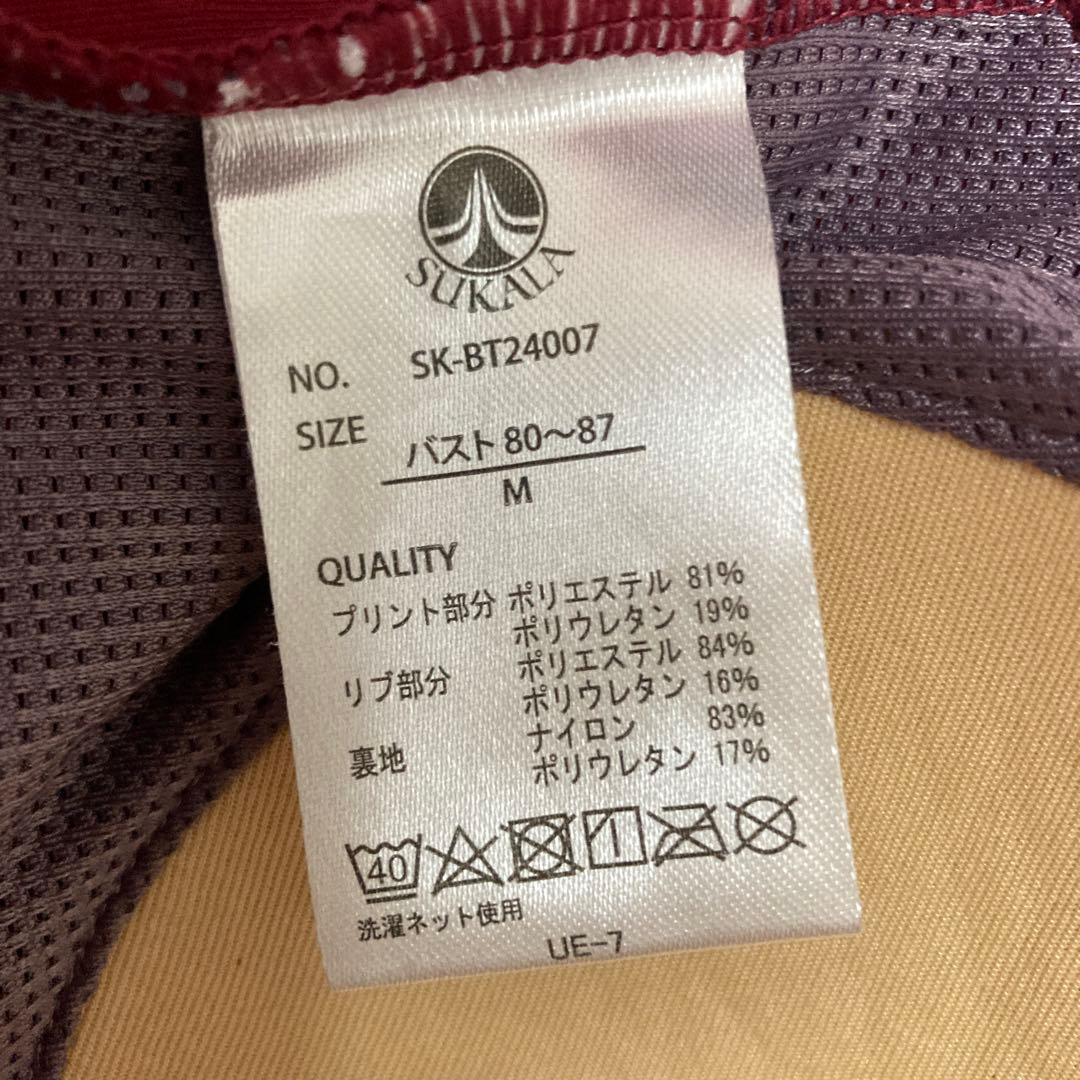 SUKALA
NO. SK-BT24007
SIZE バスト80〜87
M
QUALITY
プリント部分 ポリエステル 81%
ポリウレタン 19%
リブ部分 ポリエステル 84%
ポリウレタン 16%
裏地 ナイロン 83%
ポリウレタン 17%
40
洗濯ネット使用
UE-7